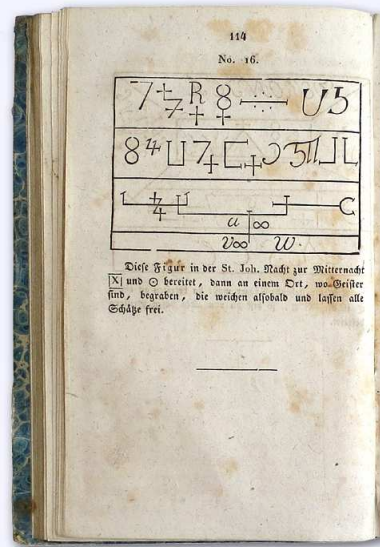 114
No. 16.
Diese Figur in der St. Joh. Nacht zur Mitternacht
X und ☉ bereitet, dann an einem Ort, wo Geister
sind, begraben, die weichen alsobald und lassen alle
Schätze frei.